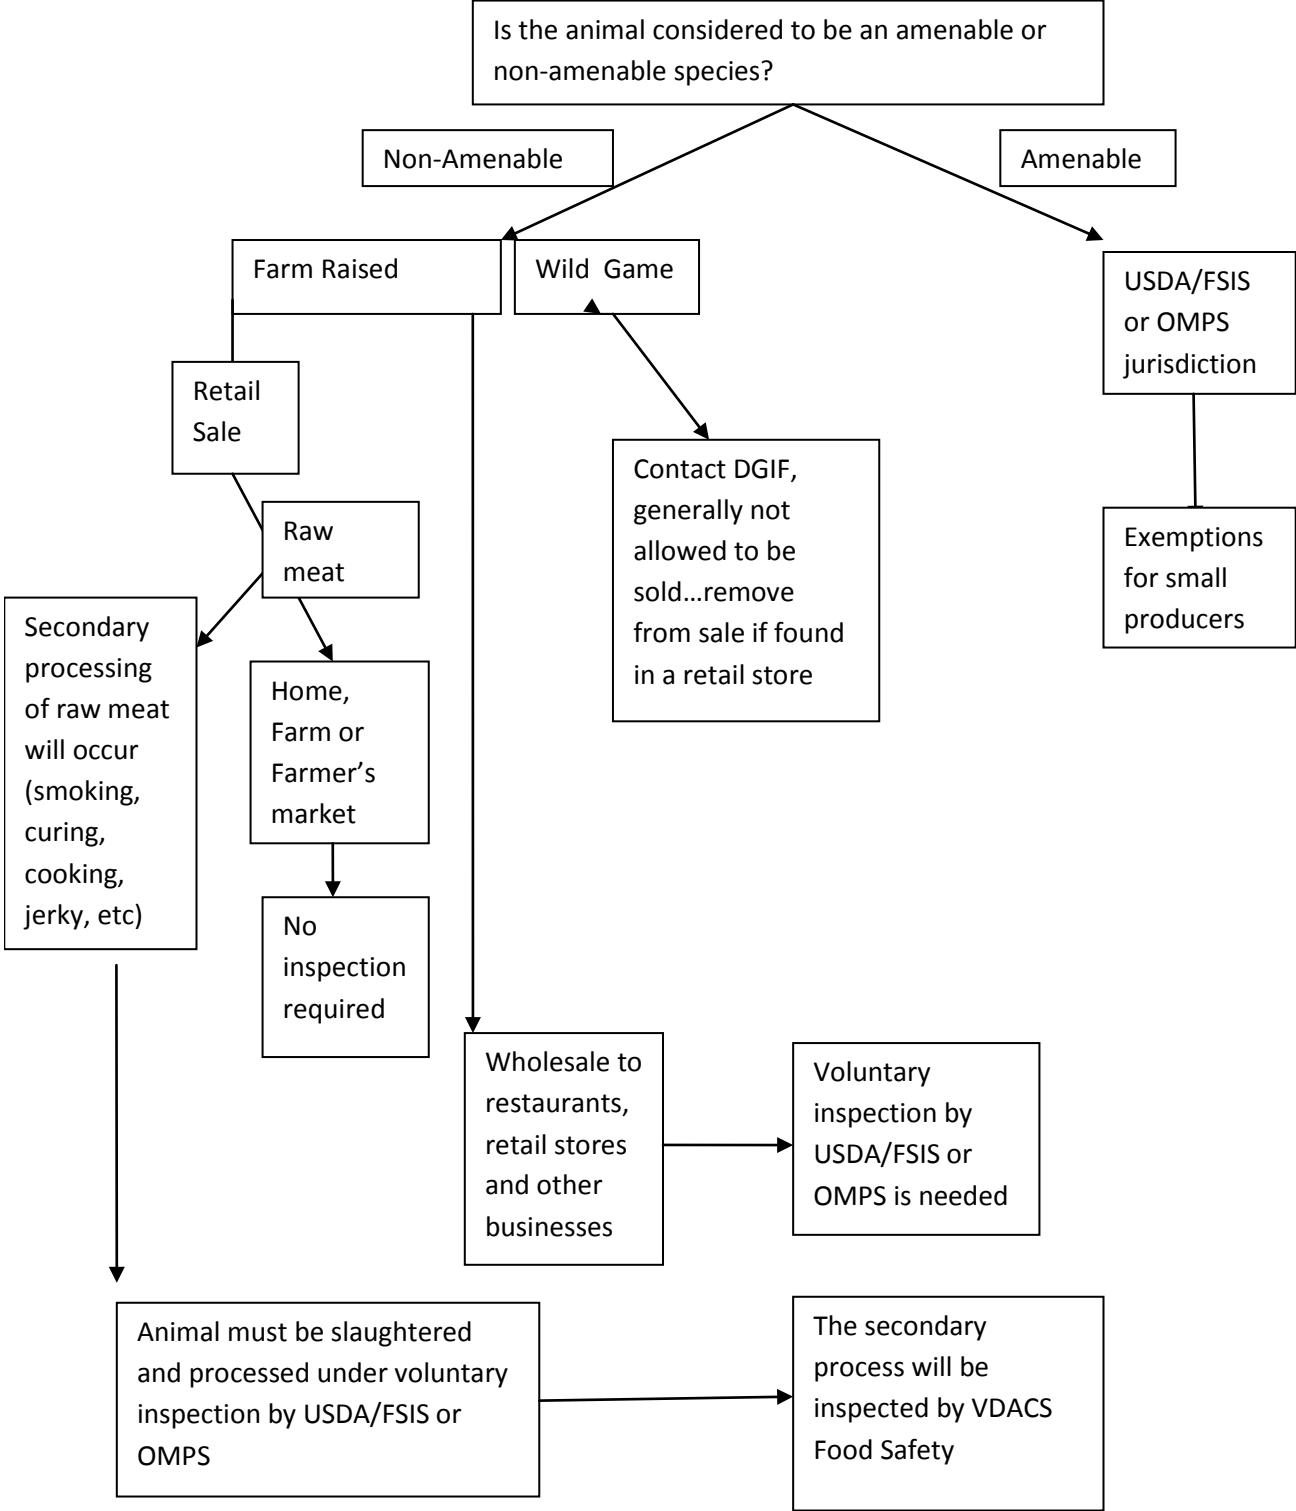 Is the animal considered to be an amenable or
non-amenable species?
Non-Amenable
Amenable
Farm Raised
Wild  Game
USDA/FSIS
or OMPS
jurisdiction
Retail
Sale
Contact DGIF,
generally not
allowed to be
sold…remove
from sale if found
in a retail store
Raw
meat
Exemptions
for small
producers
Secondary
processing
of raw meat
will occur
(smoking,
curing,
cooking,
jerky, etc)
Home,
Farm or
Farmer’s
market
No
inspection
required
Wholesale to
restaurants,
retail stores
and other
businesses
Voluntary
inspection by
USDA/FSIS or
OMPS is needed
Animal must be slaughtered
and processed under voluntary
inspection by USDA/FSIS or
OMPS
The secondary
process will be
inspected by VDACS
Food Safety